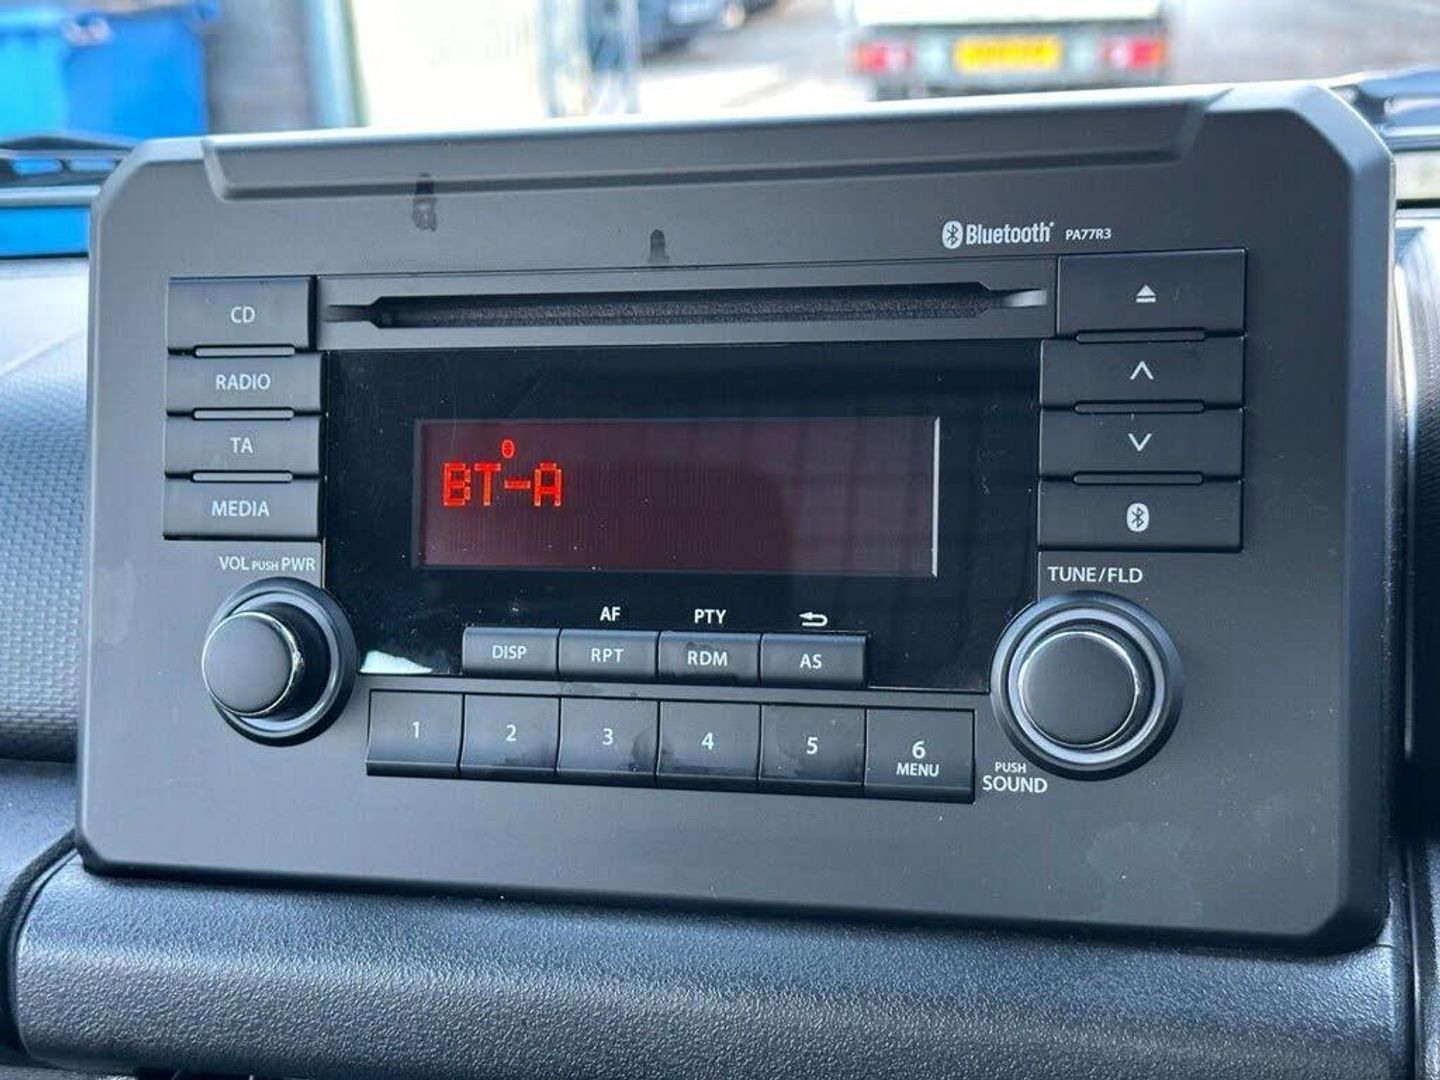 Bluetooth® PA77R3
CD
RADIO
TA
MEDIA
BT-A
VOL PUSH PWR
TUNE/FLD
AF PTY
DISP RPT RDM AS
1 2 3 4 5 6
MENU
PUSH
SOUND